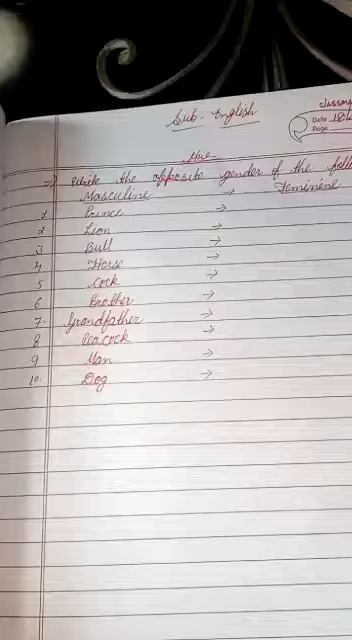 Sub - English
Date
Page
H.w-
→ Write the opposite gender of the
Masculine → Feminine
1 Prince →
2 Lion →
3 Bull →
4 Horse →
5 Cock →
6 Brother →
7. Grandfather →
8 Peacock →
9 Man →
10. Dog →